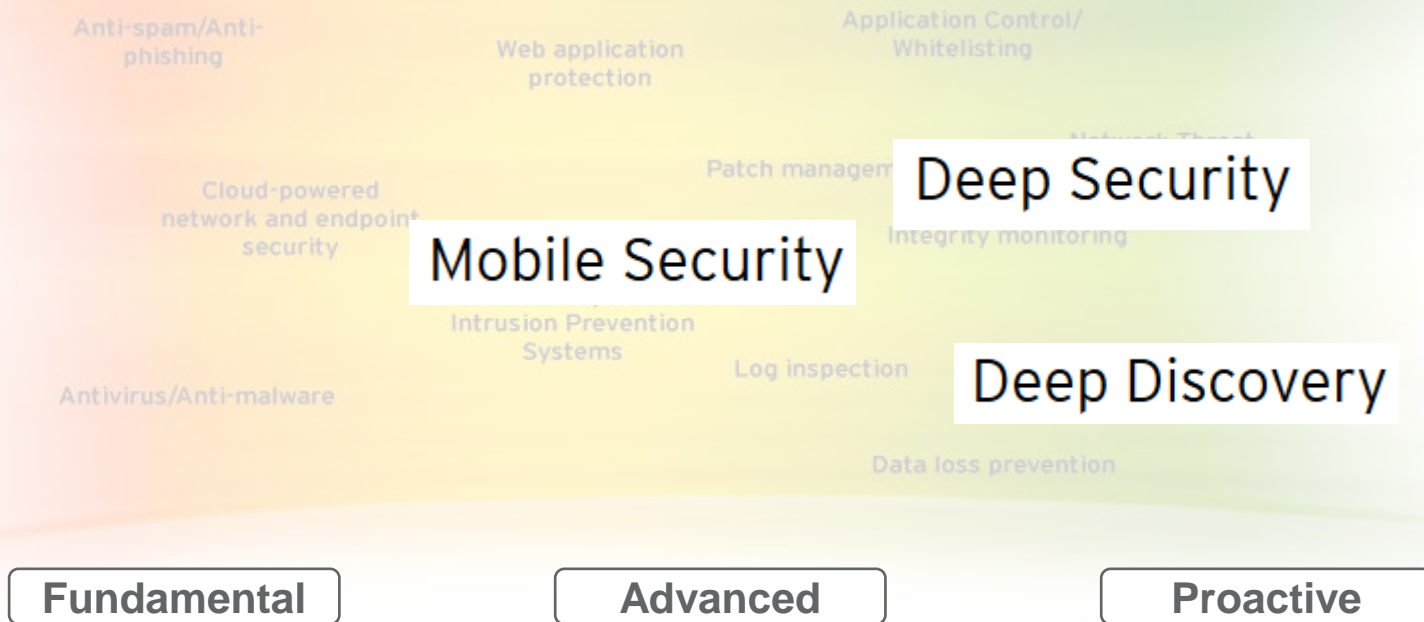 Anti-spam/Anti-
phishing
Web application
protection
Application Control/
Whitelisting
Network Threat
Patch managem
Deep Security
Cloud-powered
network and endpoint
security
Integrity monitoring
Mobile Security
Intrusion Prevention
Systems
Log inspection
Deep Discovery
Antivirus/Anti-malware
Data loss prevention
Fundamental
Advanced
Proactive